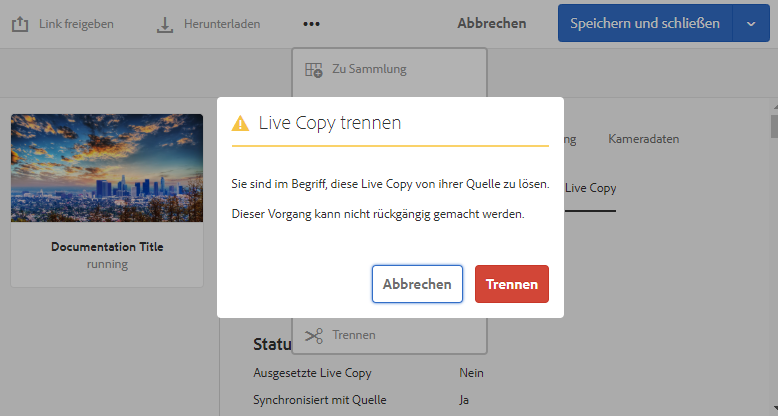 Link freigeben
Herunterladen
Abbrechen
Speichern und schließen
Zu Sammlung
Live Copy trennen
ng
Kameradaten
Sie sind im Begriff, diese Live Copy von ihrer Quelle zu lösen.
Live Copy
Dieser Vorgang kann nicht rückgängig gemacht werden.
Documentation Title
running
Abbrechen
Trennen
Trennen
Statu
Ausgesetzte Live Copy
Nein
Synchronisiert mit Quelle
Ja